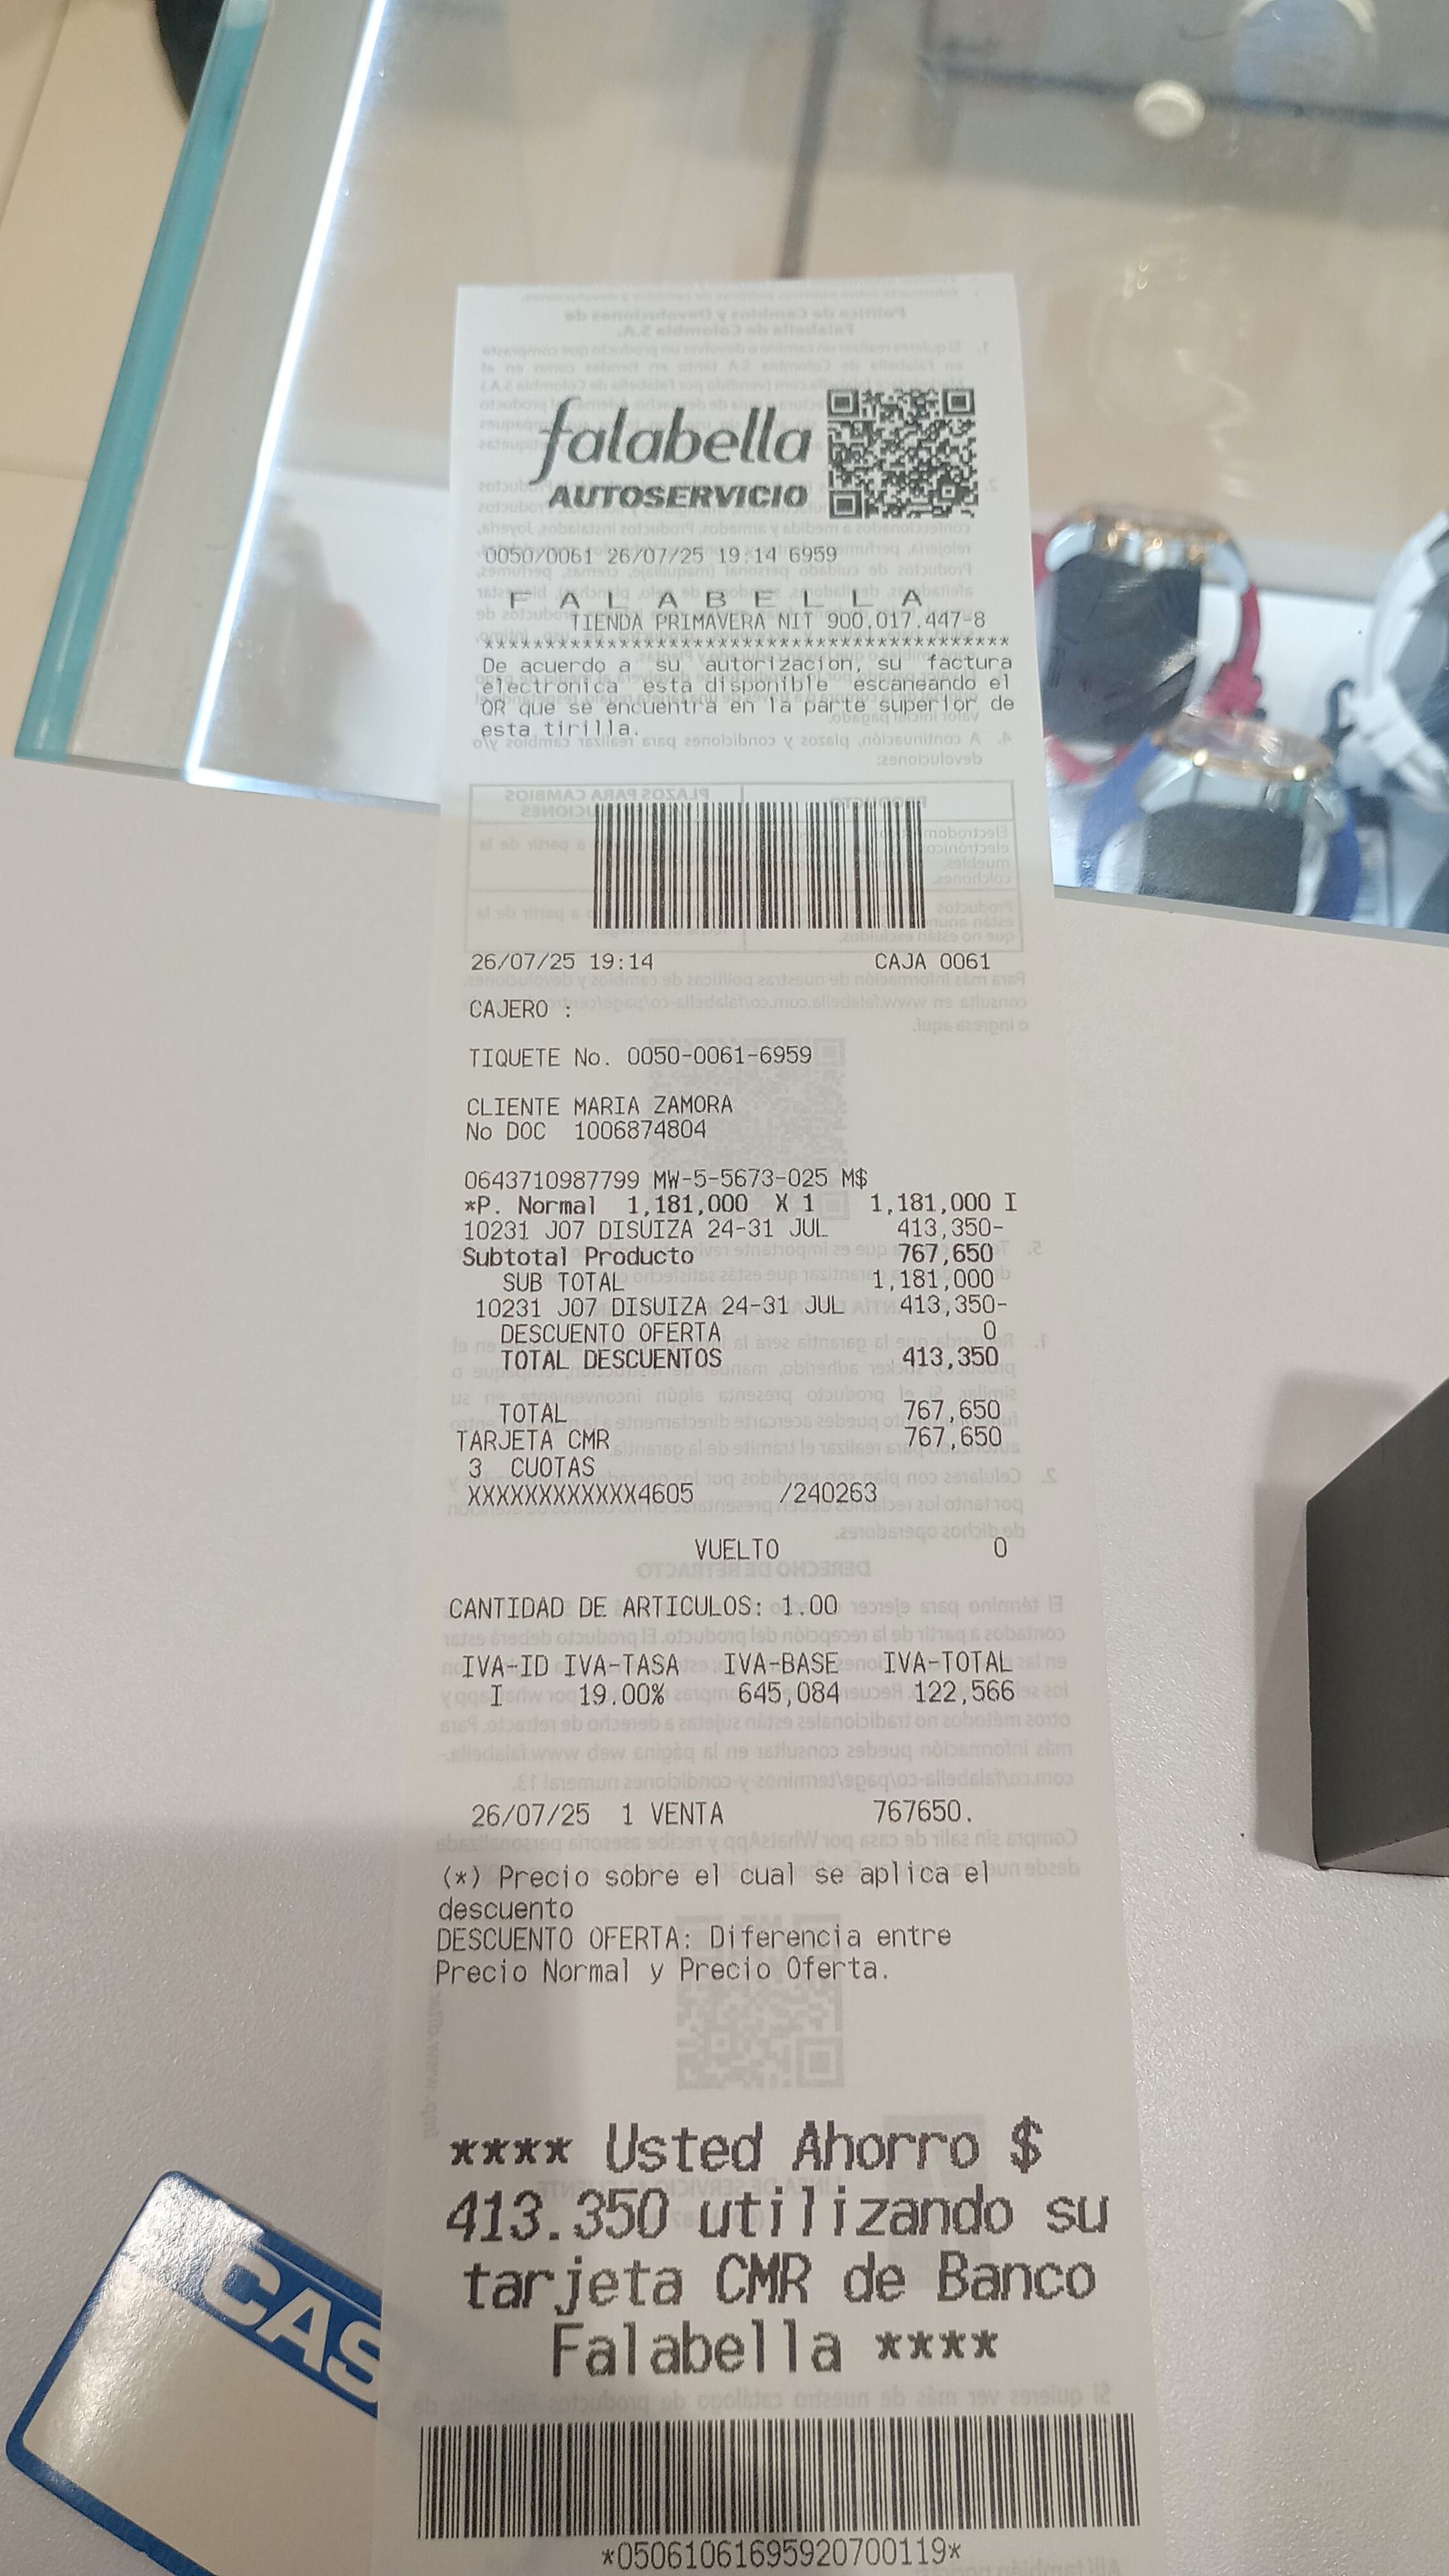 falabella
AUTOSERVICIO
0050/0061 26/07/25 19:14 6959
F A L A B E L L A
TIENDA PRIMAVERA NIT 900.017.447-8
******************************************
De acuerdo a su autorizacion, su factura
electronica esta disponible escaneando el
QR que se encuentra en la parte superior de
esta tirilla.
26/07/25 19:14 CAJA 0061
CAJERO :
TIQUETE No. 0050-0061-6959
CLIENTE MARIA ZAMORA
No DOC 1006874804
0643710987799 MW-5-5673-025 M$
*P. Normal 1,181,000 X 1 1,181,000 I
10231 J07 DISUIZA 24-31 JUL 413,350-
Subtotal Producto 767,650
SUB TOTAL 1,181,000
10231 J07 DISUIZA 24-31 JUL 413,350-
DESCUENTO OFERTA 0
TOTAL DESCUENTOS 413,350
TOTAL 767,650
TARJETA CMR 767,650
3 CUOTAS
XXXXXXXXXXXX4605 /240263
VUELTO 0
CANTIDAD DE ARTICULOS: 1.00
IVA-ID IVA-TASA IVA-BASE IVA-TOTAL
I 19.00% 645,084 122,566
26/07/25 1 VENTA 767650.
(*) Precio sobre el cual se aplica el
descuento
DESCUENTO OFERTA: Diferencia entre
Precio Normal y Precio Oferta.
**** Usted Ahorro $
413.350 utilizando su
tarjeta CMR de Banco
Falabella ****
*05061061695920700119*
CAS